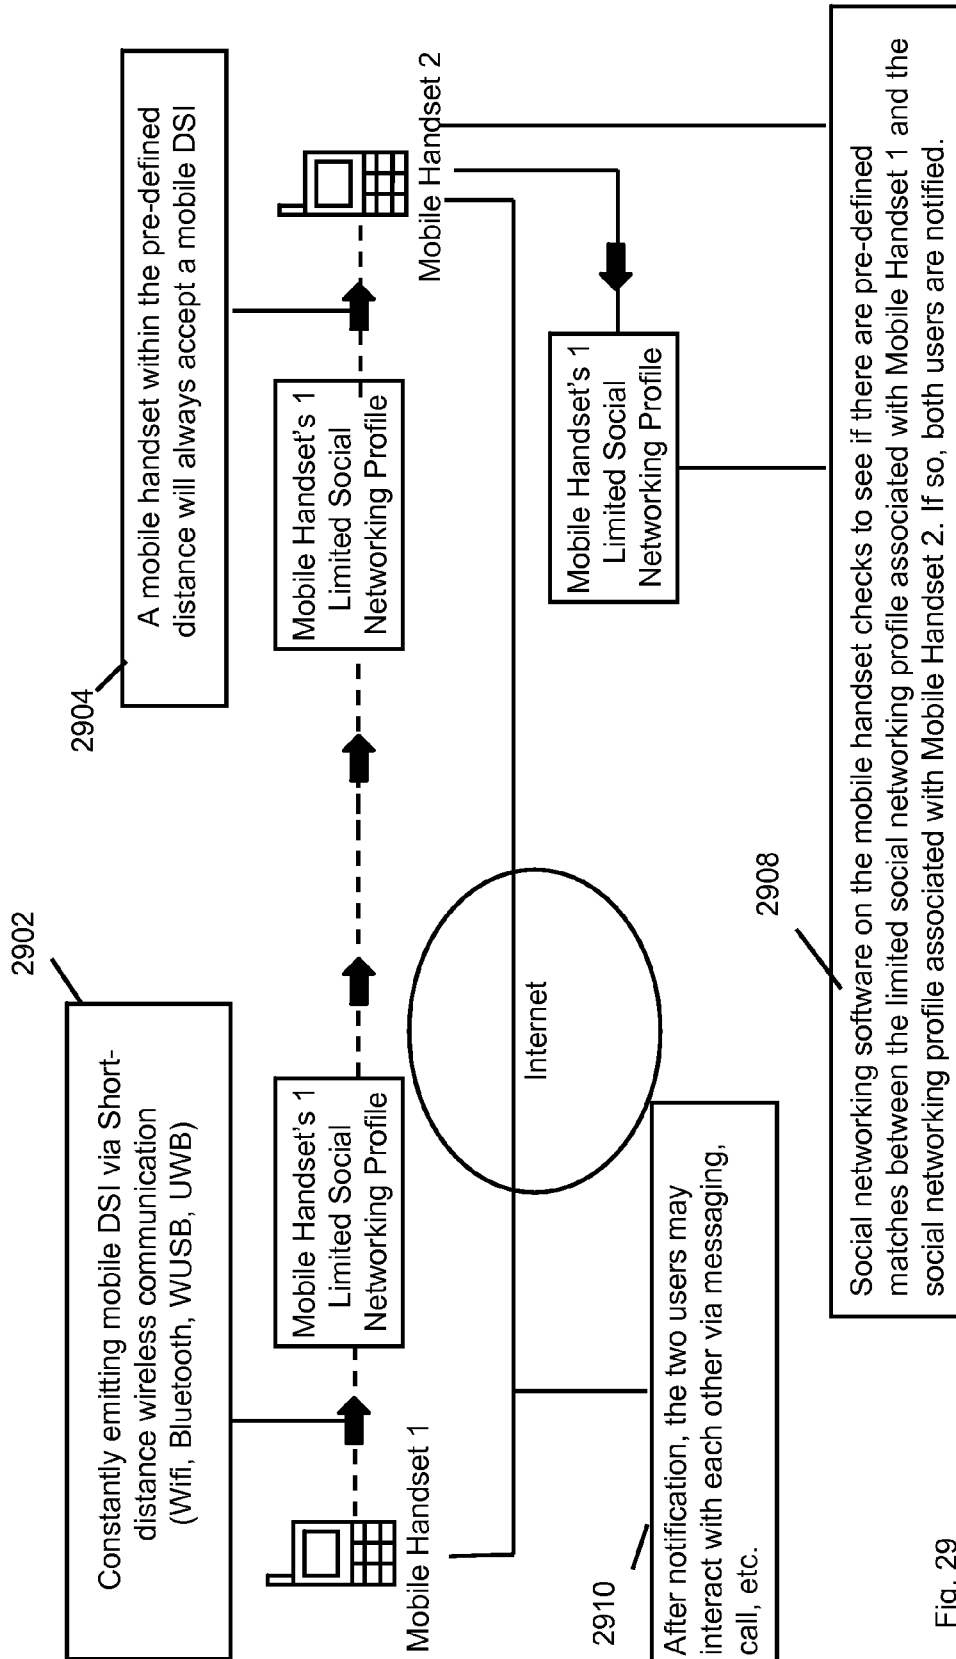 2902
Constantly emitting mobile DSI via Short-
distance wireless communication
(Wifi, Bluetooth, WUSB, UWB)
2904
A mobile handset within the pre-defined
distance will always accept a mobile DSI
Mobile Handset 1
Mobile Handset's 1
Limited Social
Networking Profile
Mobile Handset's 1
Limited Social
Networking Profile
Mobile Handset 2
Internet
Mobile Handset's 1
Limited Social
Networking Profile
2910
After notification, the two users may
interact with each other via messaging,
call, etc.
2908
Social networking software on the mobile handset checks to see if there are pre-defined
matches between the limited social networking profile associated with Mobile Handset 1 and the
social networking profile associated with Mobile Handset 2. If so, both users are notified.
Fig. 29